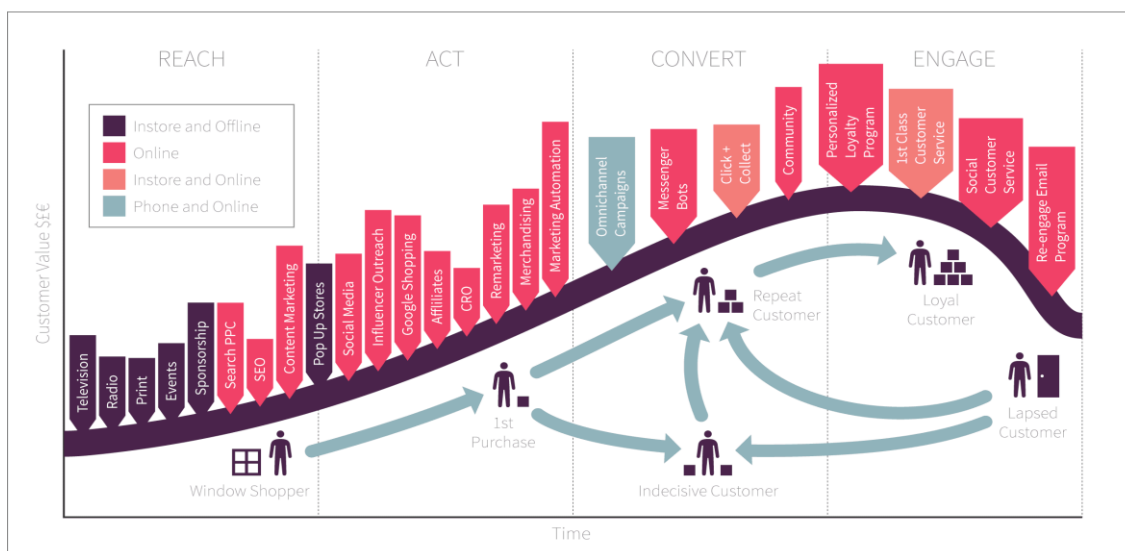 REACH
ACT
CONVERT
ENGAGE
Instore and Offline
Online
Instore and Online
Phone and Online
Customer Value $£€
Television
Radio
Print
Events
Sponsorship
Search PPC
SEO
Content Marketing
Pop Up Stores
Social Media
Influencer Outreach
Google Shopping
Affliliates
CRO
Remarketing
Merchandising
Marketing Automation
Omnichannel
Campaigns
Messenger
Bots
Click +
Collect
Community
Personalized
Loyalty
Program
1st Class
Customer
Service
Social
Customer
Service
Re-engage Email
Program
Window Shopper
1st
Purchase
Repeat
Customer
Indecisive Customer
Loyal
Customer
Lapsed
Customer
Time